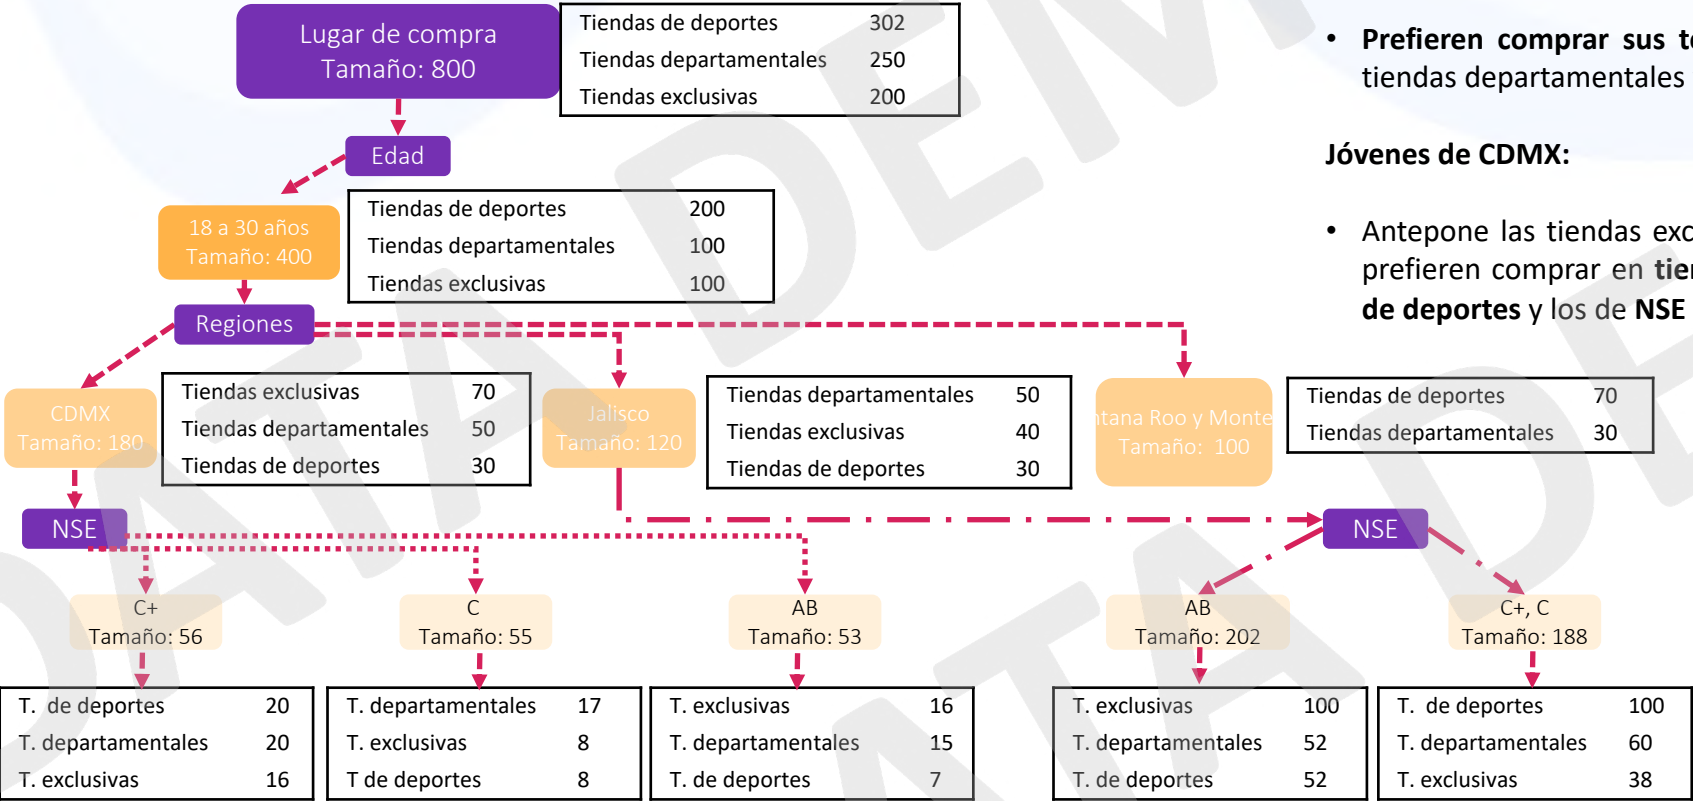 Lugar de compra
Tamaño: 800
Tiendas de deportes 302
Tiendas departamentales 250
Tiendas exclusivas 200
Edad
18 a 30 años
Tamaño: 400
Tiendas de deportes 200
Tiendas departamentales 100
Tiendas exclusivas 100
Regiones
CDMX
Tamaño: 180
Tiendas exclusivas 70
Tiendas departamentales 50
Tiendas de deportes 30
Jalisco
Tamaño: 120
Tiendas departamentales 50
Tiendas exclusivas 40
Tiendas de deportes 30
ntana Roo y Monte
Tamaño: 100
Tiendas de deportes 70
Tiendas departamentales 30
NSE
NSE
C+
Tamaño: 56
C
Tamaño: 55
AB
Tamaño: 53
AB
Tamaño: 202
C+, C
Tamaño: 188
T. de deportes 20
T. departamentales 20
T. exclusivas 16
T. departamentales 17
T. exclusivas 8
T de deportes 8
T. exclusivas 16
T. departamentales 15
T. de deportes 7
T. exclusivas 100
T. departamentales 52
T. de deportes 52
T. de deportes 100
T. departamentales 60
T. exclusivas 38
• Prefieren comprar sus
tiendas departamentales
Jóvenes de CDMX:
• Antepone las tiendas exc
prefieren comprar en
de deportes y los de NSE
DATA DEM
DATA DE